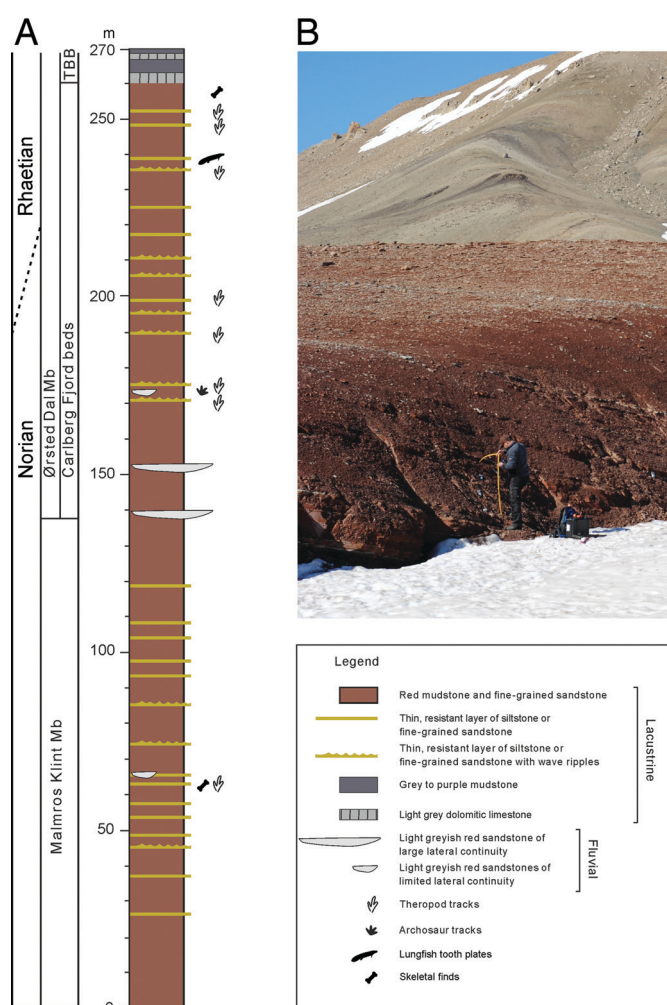 A
B
m
270
250
200
150
100
50
TBB
Rhaetian
Norian
Ørsted Dal Mb
Carlberg Fjord beds
Malmros Klint Mb
Legend
Red mudstone and fine-grained sandstone
Thin, resistant layer of siltstone or
fine-grained sandstone
Thin, resistant layer of siltstone or
fine-grained sandstone with wave ripples
Grey to purple mudstone
Light grey dolomitic limestone
Lacustrine
Light greyish red sandstone of
large lateral continuity
Light greyish red sandstones of
limited lateral continuity
Fluvial
Theropod tracks
Archosaur tracks
Lungfish tooth plates
Skeletal finds